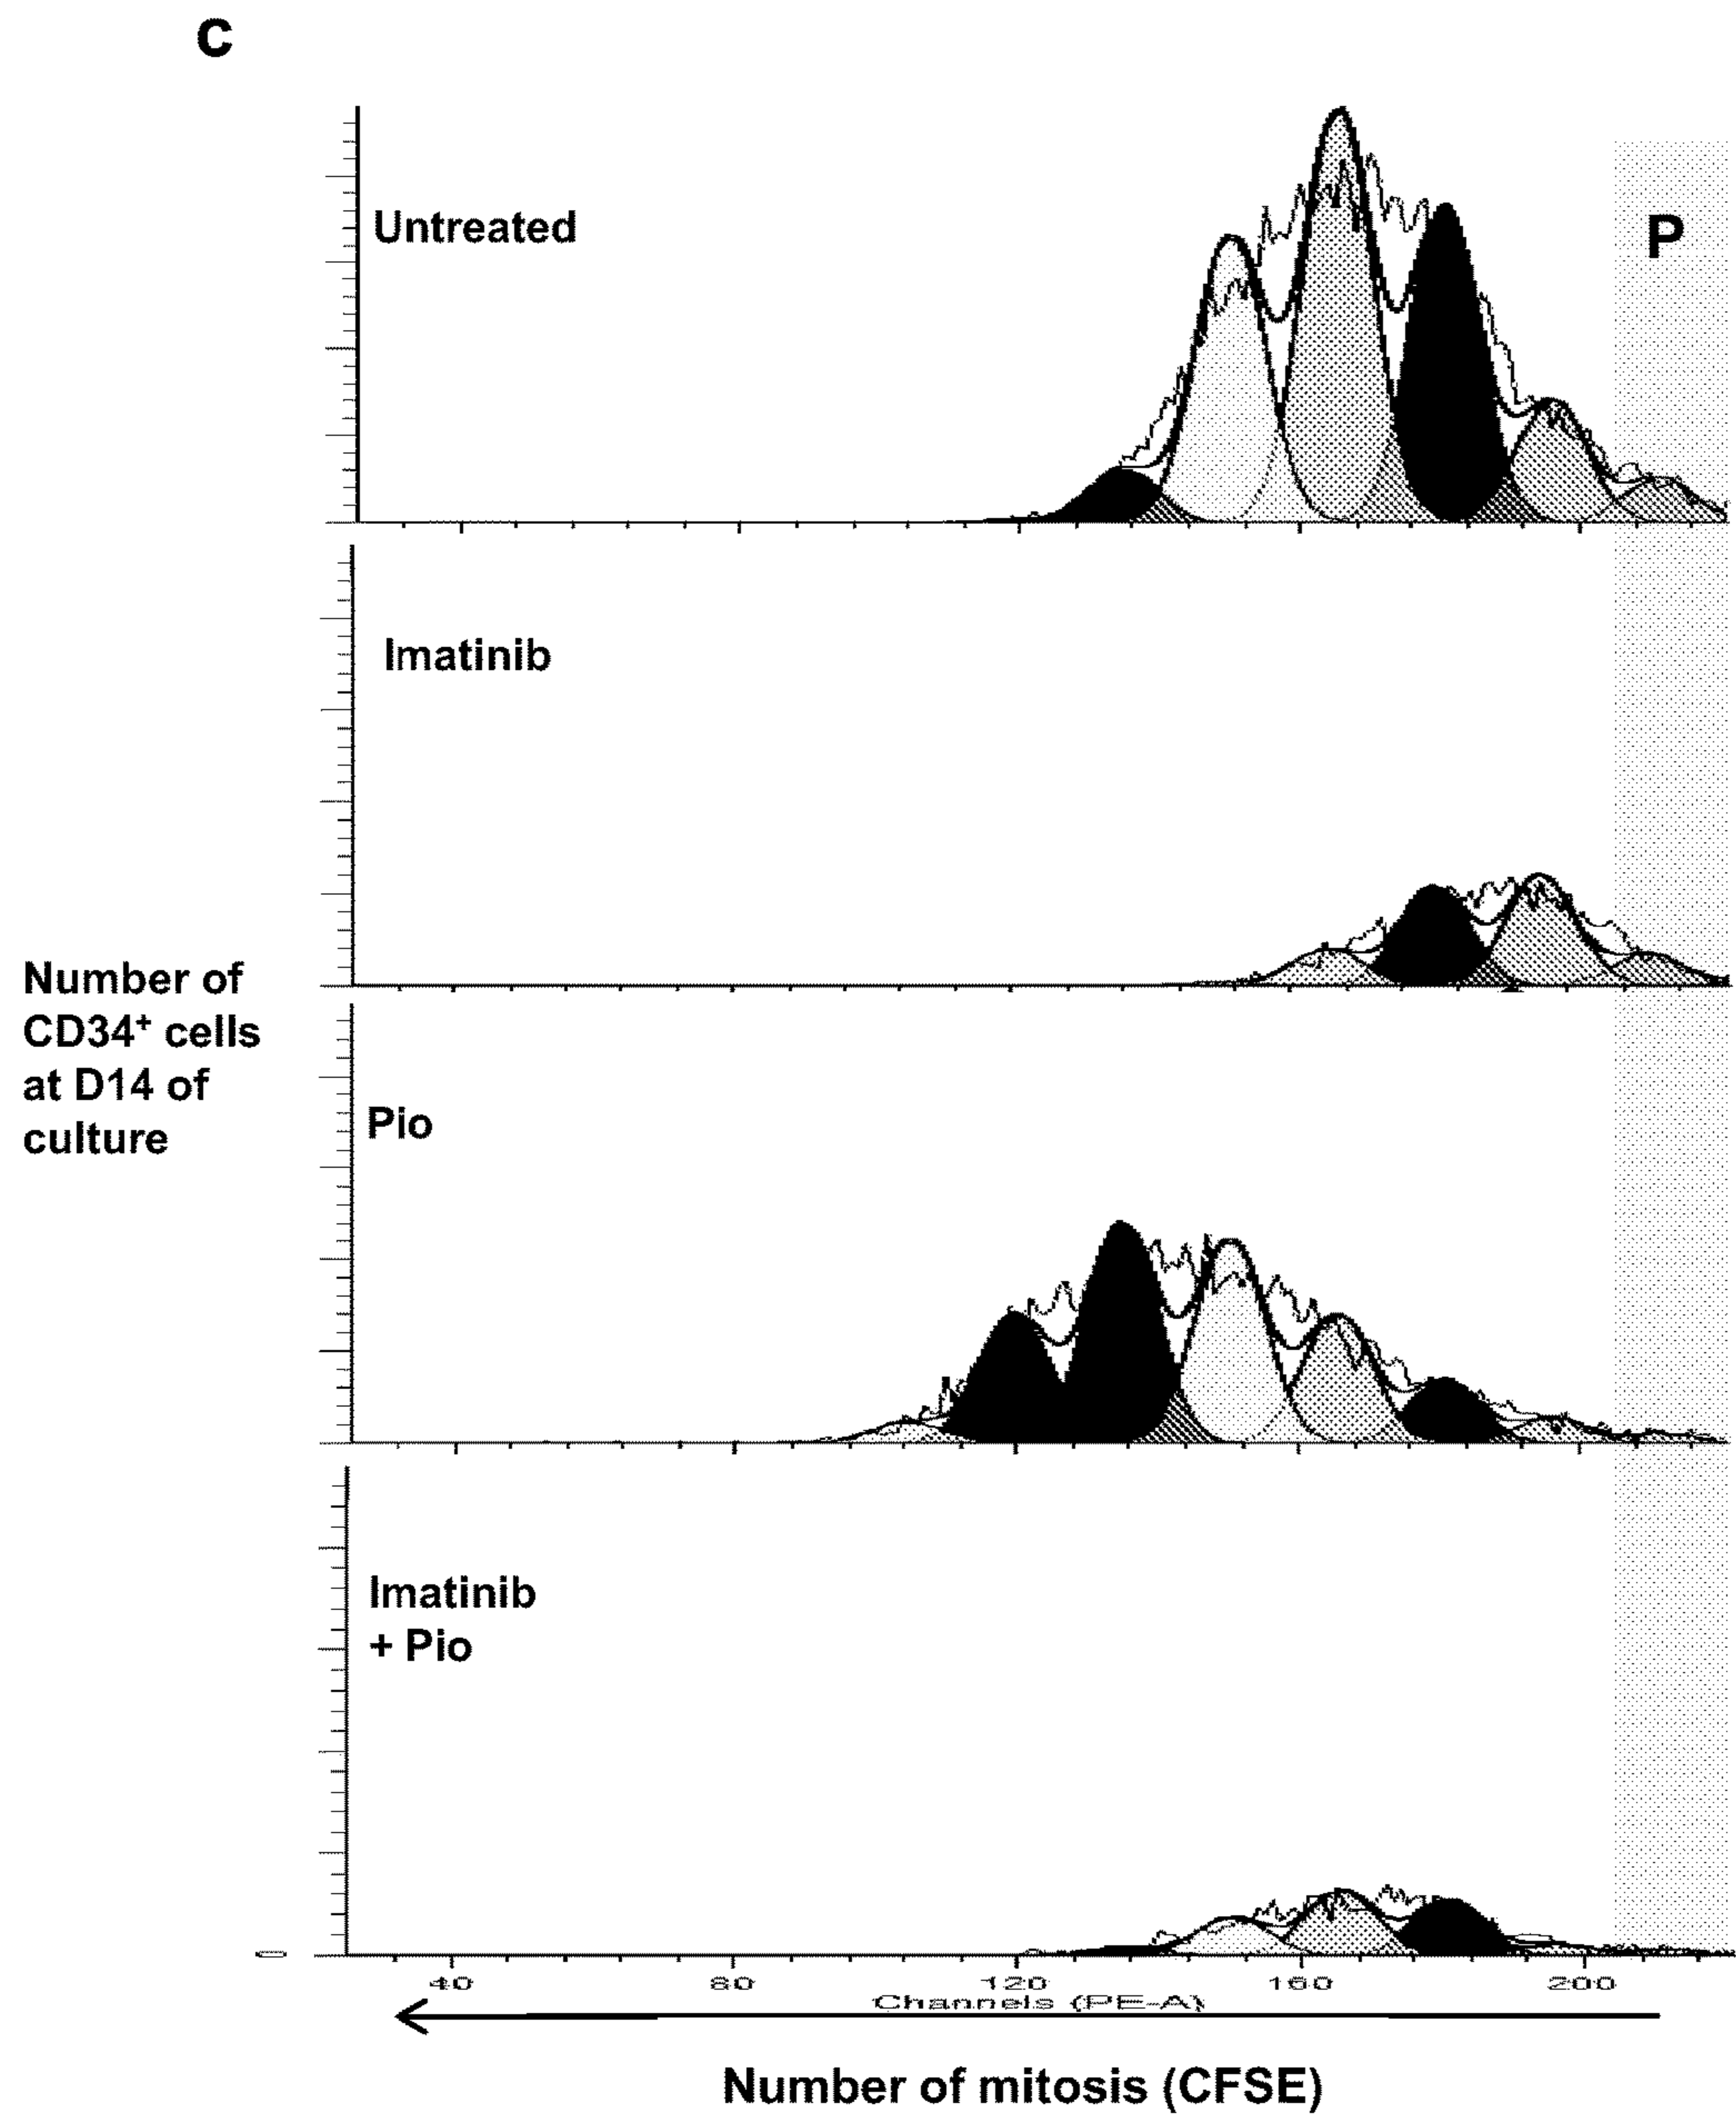 C
Untreated
P
Imatinib
Number of
CD34⁺ cells
at D14 of
culture
Pio
Imatinib
+ Pio
0
40 80 120 160 200
Channels (PE-A)
Number of mitosis (CFSE)